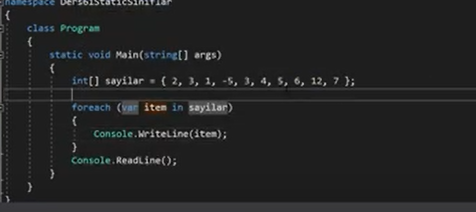 namespace Ders61StaticSiniflar
{
class Program
{
static void Main(string[] args)
{
int[] sayilar = { 2, 3, 1, -5, 3, 4, 5, 6, 12, 7 };
foreach (var item in sayilar)
{
Console.WriteLine(item);
}
Console.ReadLine();
}
}
}